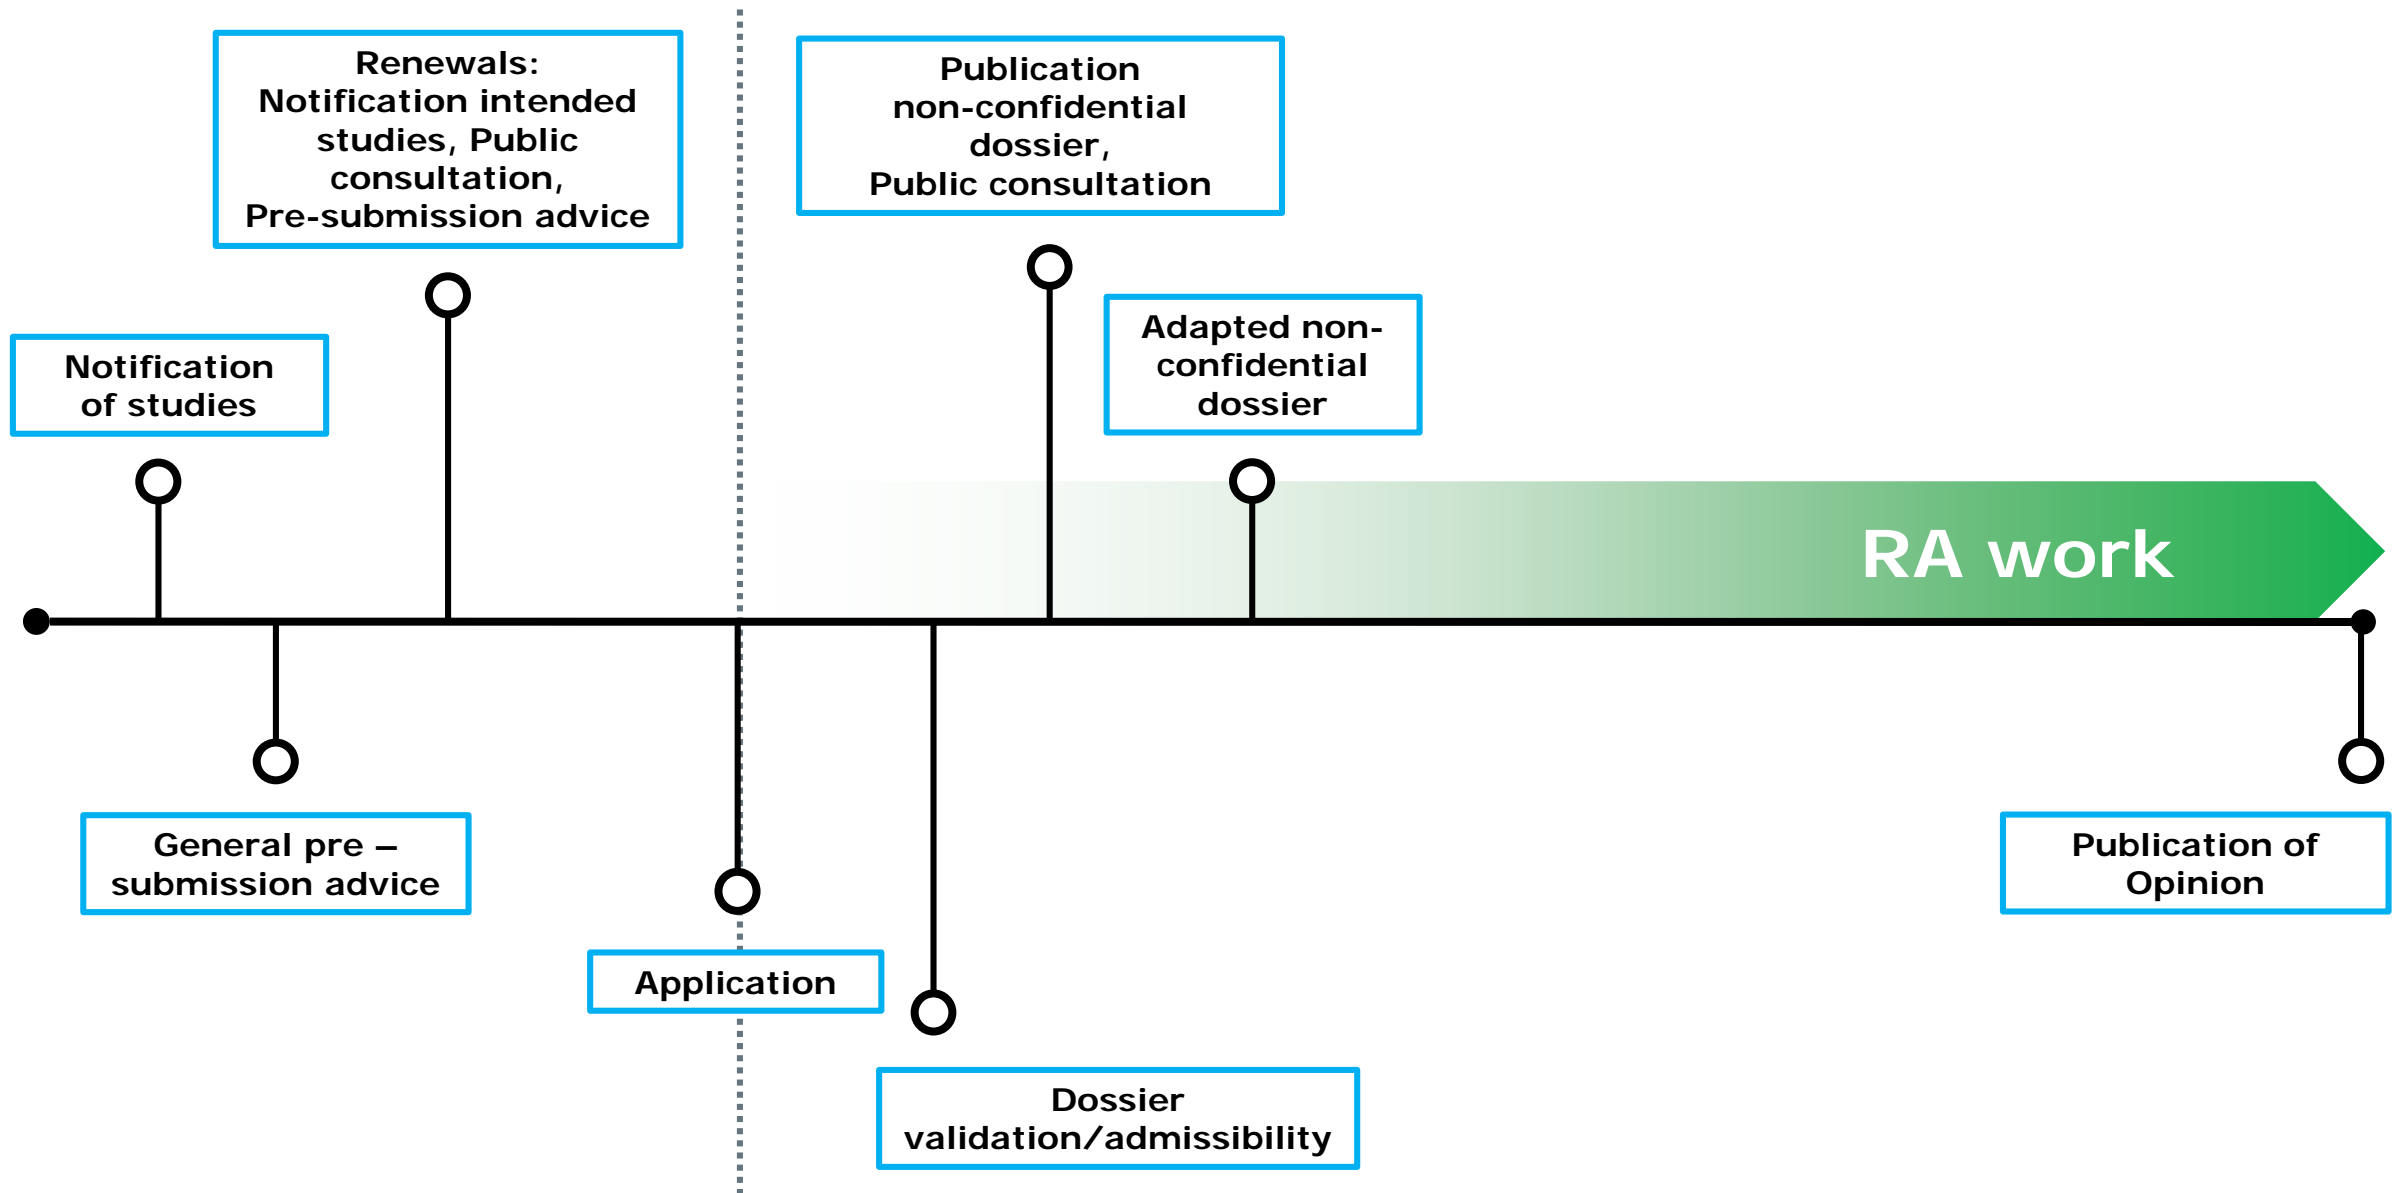 Renewals:
Notification intended
studies, Public
consultation,
Pre-submission advice
Publication
non-confidential
dossier,
Public consultation
Notification
of studies
Adapted non-
confidential
dossier
RA work
General pre –
submission advice
Application
Dossier
validation/admissibility
Publication of
Opinion